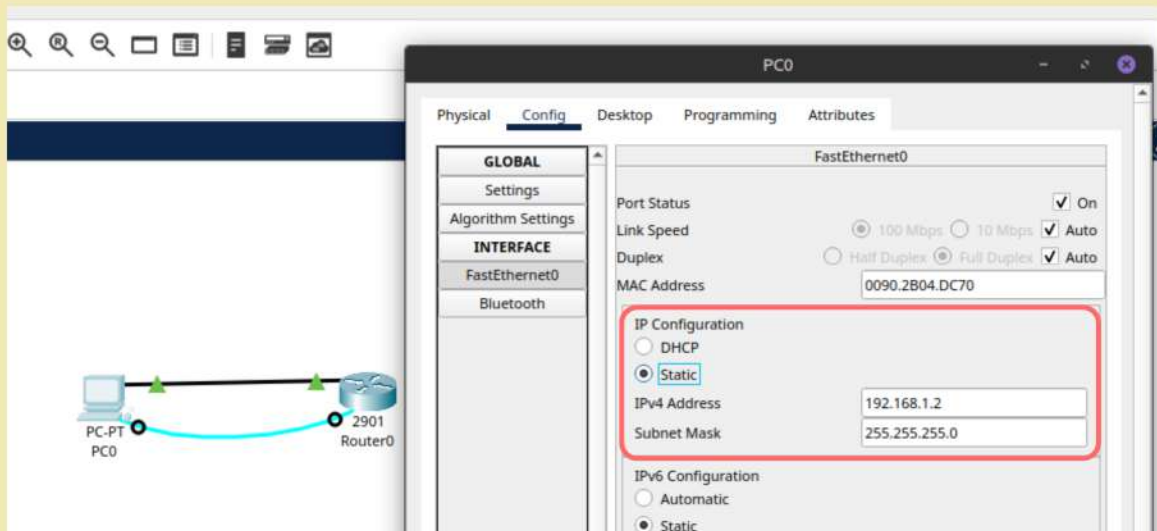 PC0
Physical Config Desktop Programming Attributes
GLOBAL
Settings
Algorithm Settings
INTERFACE
FastEthernet0
Bluetooth
FastEthernet0
Port Status On
Link Speed 100 Mbps 10 Mbps Auto
Duplex Half Duplex Full Duplex Auto
MAC Address 0090.2B04.DC70
IP Configuration
DHCP
Static
IPv4 Address 192.168.1.2
Subnet Mask 255.255.255.0
IPv6 Configuration
Automatic
Static
PC-PT
PC0
2901
Router0